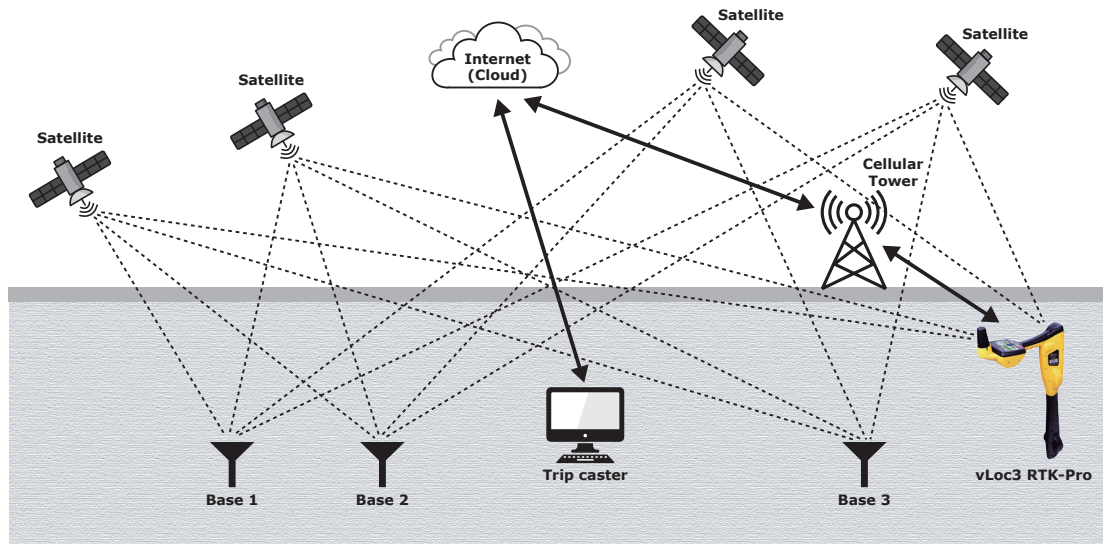 Satellite
Satellite
Internet
(Cloud)
Satellite
Satellite
Cellular
Tower
Trip caster
Base 1
Base 2
Base 3
vLoc3 RTK-Pro